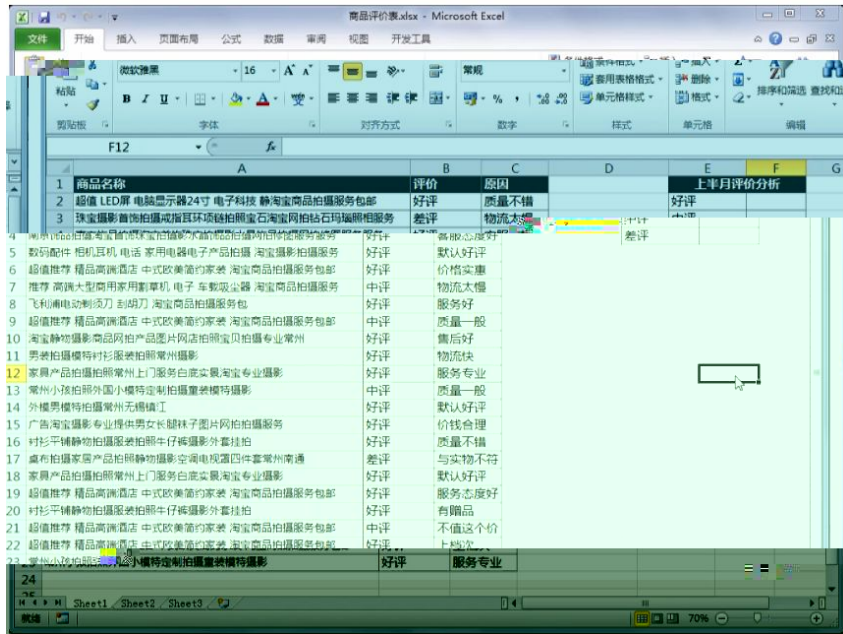 商品评价表.xlsx - Microsoft Excel
文件 开始 插入 页面布局 公式 数据 审阅 视图 开发工具
微软雅黑 16 常规
套用表格格式 删除
粘贴 单元格样式 格式 排序和筛选
剪贴板 字体 对齐方式 数字 样式 单元格 编辑
F12 fx
A B C D E F G
1 商品名称 评价 原因 上半月评价分析
2 超值 LED屏 电脑显示器24寸 电子科技 静淘宝商品拍摄服务包邮 好评 质量不错 好评
3 珠宝摄影首饰拍摄戒指耳环项链拍照宝石淘宝网拍钻石玛瑙照相服务 差评
好评 客服态度好 差评
5 数码配件 相机耳机 电话 家用电器电子产品拍摄 淘宝摄影拍摄服务 好评 默认好评
6 超值推荐 精品高端酒店 中式欧美简约家装 淘宝商品拍摄服务包邮 好评 价格实惠
7 推荐 高端大型商用家用割草机 电子 车载吸尘器 淘宝商品拍摄服务 中评 物流太慢
8 飞利浦电动剃须刀 刮胡刀 淘宝商品拍摄服务包 好评 服务好
9 超值推荐 精品高端酒店 中式欧美简约家装 淘宝商品拍摄服务包邮 中评 质量一般
10 淘宝静物摄影商品网拍产品图片网店拍照宝贝拍摄专业常州 好评 售后好
11 男装拍摄模特衬衫服装拍照常州摄影 好评 物流快
12 家具产品拍摄拍照常州上门服务白底实景淘宝专业摄影 好评 服务专业
13 常州小孩拍照外国小模特定制拍摄童装模特摄影 中评 质量一般
14 外模男模特拍摄常州无锡镇江 好评 默认好评
15 广告淘宝摄影专业提供男女长腿袜子图片网拍拍摄服务 好评 价钱合理
16 衬衫平铺静物拍摄服装拍照牛仔裤摄影外套挂拍 好评 质量不错
17 桌布拍摄家居产品拍照静物摄影空调电视罩四件套常州南通 差评 与实物不符
18 家具产品拍摄拍照常州上门服务白底实景淘宝专业摄影 好评 默认好评
19 超值推荐 精品高端酒店 中式欧美简约家装 淘宝商品拍摄服务包邮 好评 服务态度好
20 衬衫平铺静物拍摄服装拍照牛仔裤摄影外套挂拍 好评 有赠品
21 超值推荐 精品高端酒店 中式欧美简约家装 淘宝商品拍摄服务包邮 中评 不值这个价
22 超值推荐 精品高端酒店 中式欧美简约家装 淘宝商品拍摄服务包邮 好评 上档次
小模特定制拍摄童装模特摄影 好评 服务专业
24
Sheet1 Sheet2 Sheet3
就绪 70%